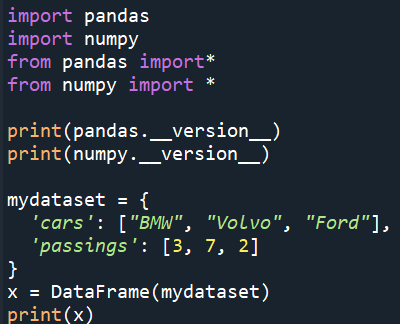 import pandas
import numpy
from pandas import*
from numpy import *

print(pandas.__version__)
print(numpy.__version__)

mydataset = {
  'cars': ["BMW", "Volvo", "Ford"],
  'passings': [3, 7, 2]
}
x = DataFrame(mydataset)
print(x)